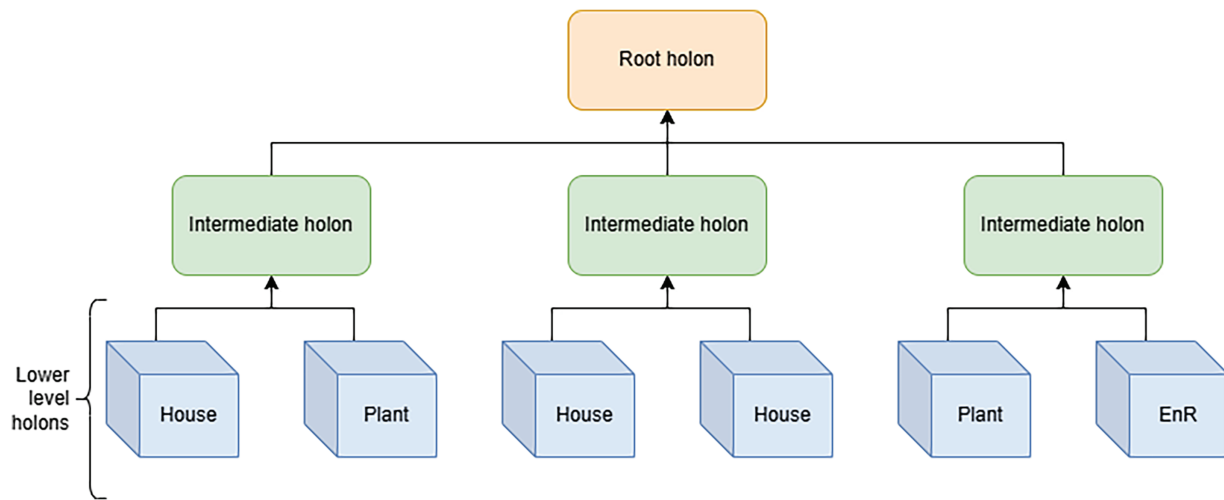 Root holon
Intermediate holon
Intermediate holon
Intermediate holon
Lower
level
holons
House
Plant
House
House
Plant
EnR